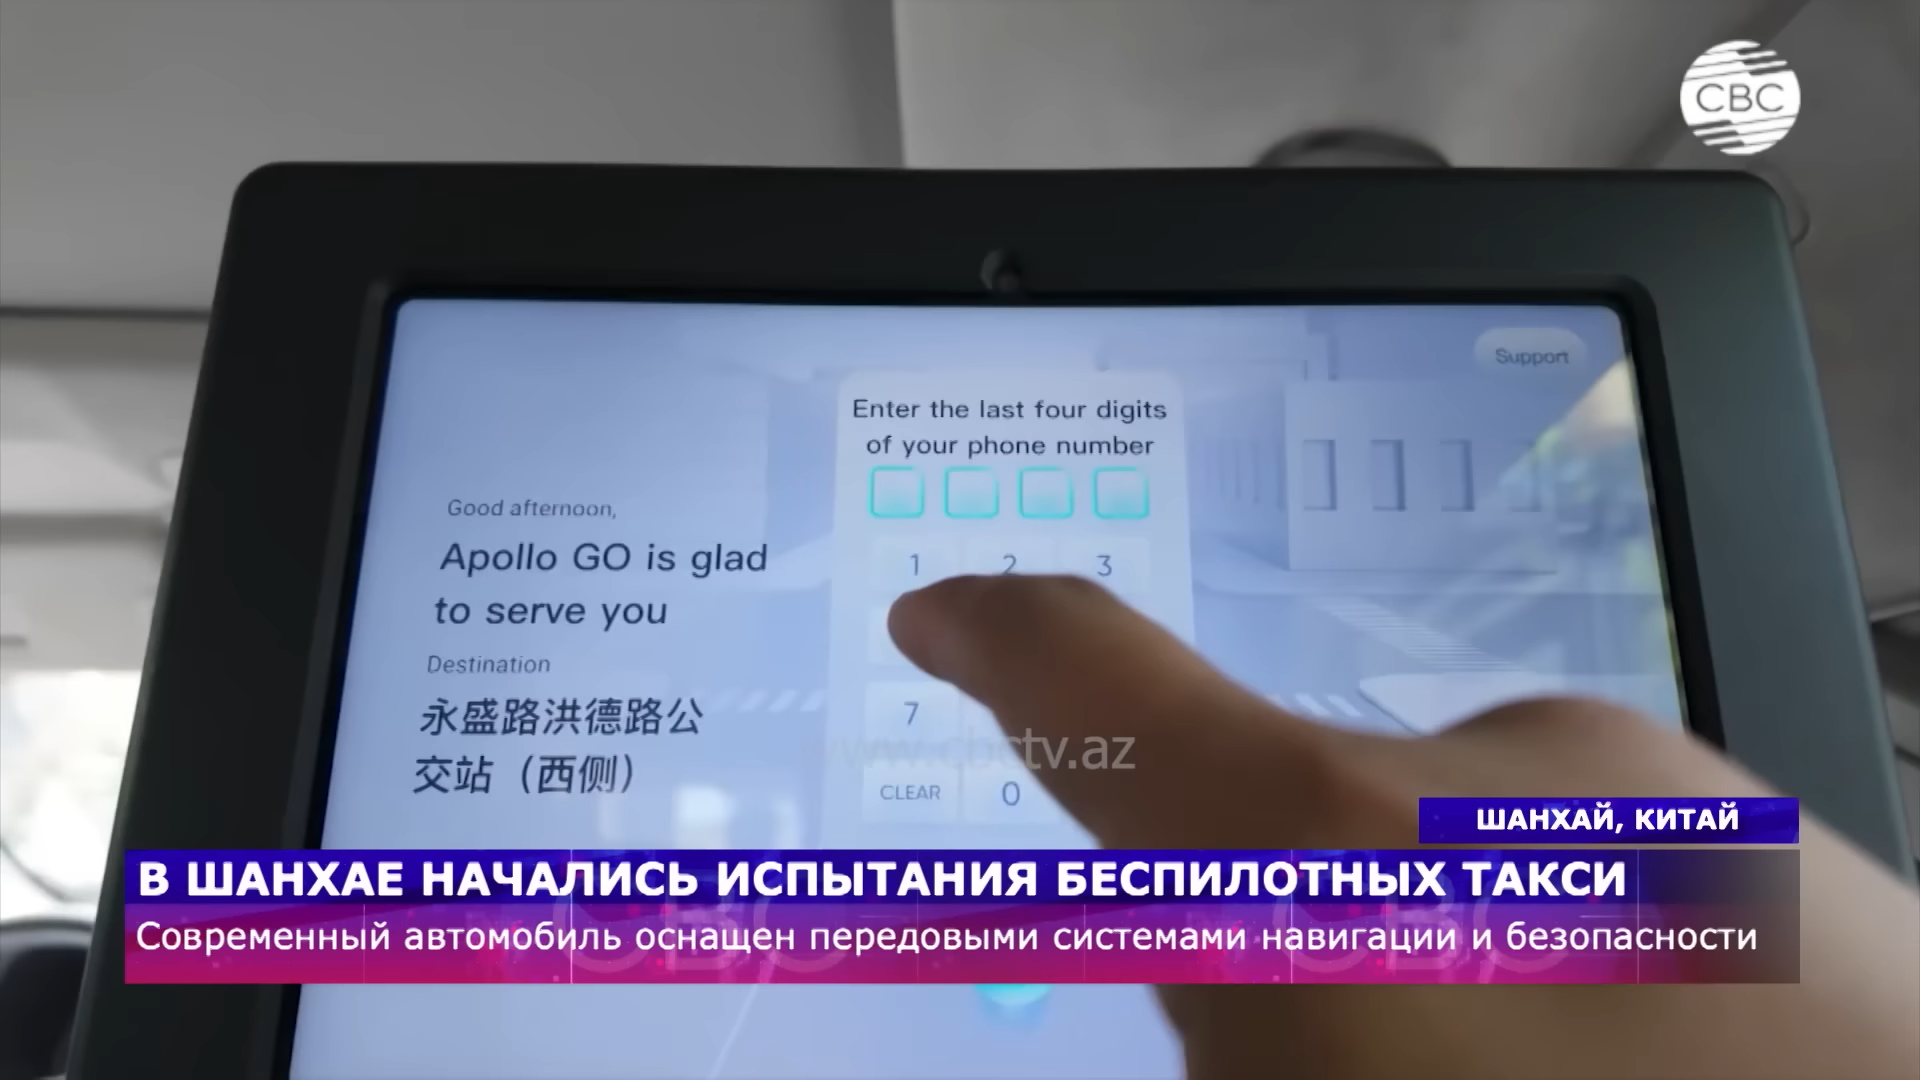 CBC
Support
Enter the last four digits
of your phone number
Good afternoon,
Apollo GO is glad
to serve you
Destination
永盛路洪德路公
交站（西侧）
1 2 3
7
CLEAR 0
www.cbctv.az
ШАНХАЙ, КИТАЙ
В ШАНХАЕ НАЧАЛИСЬ ИСПЫТАНИЯ БЕСПИЛОТНЫХ ТАКСИ
Современный автомобиль оснащен передовыми системами навигации и безопасности